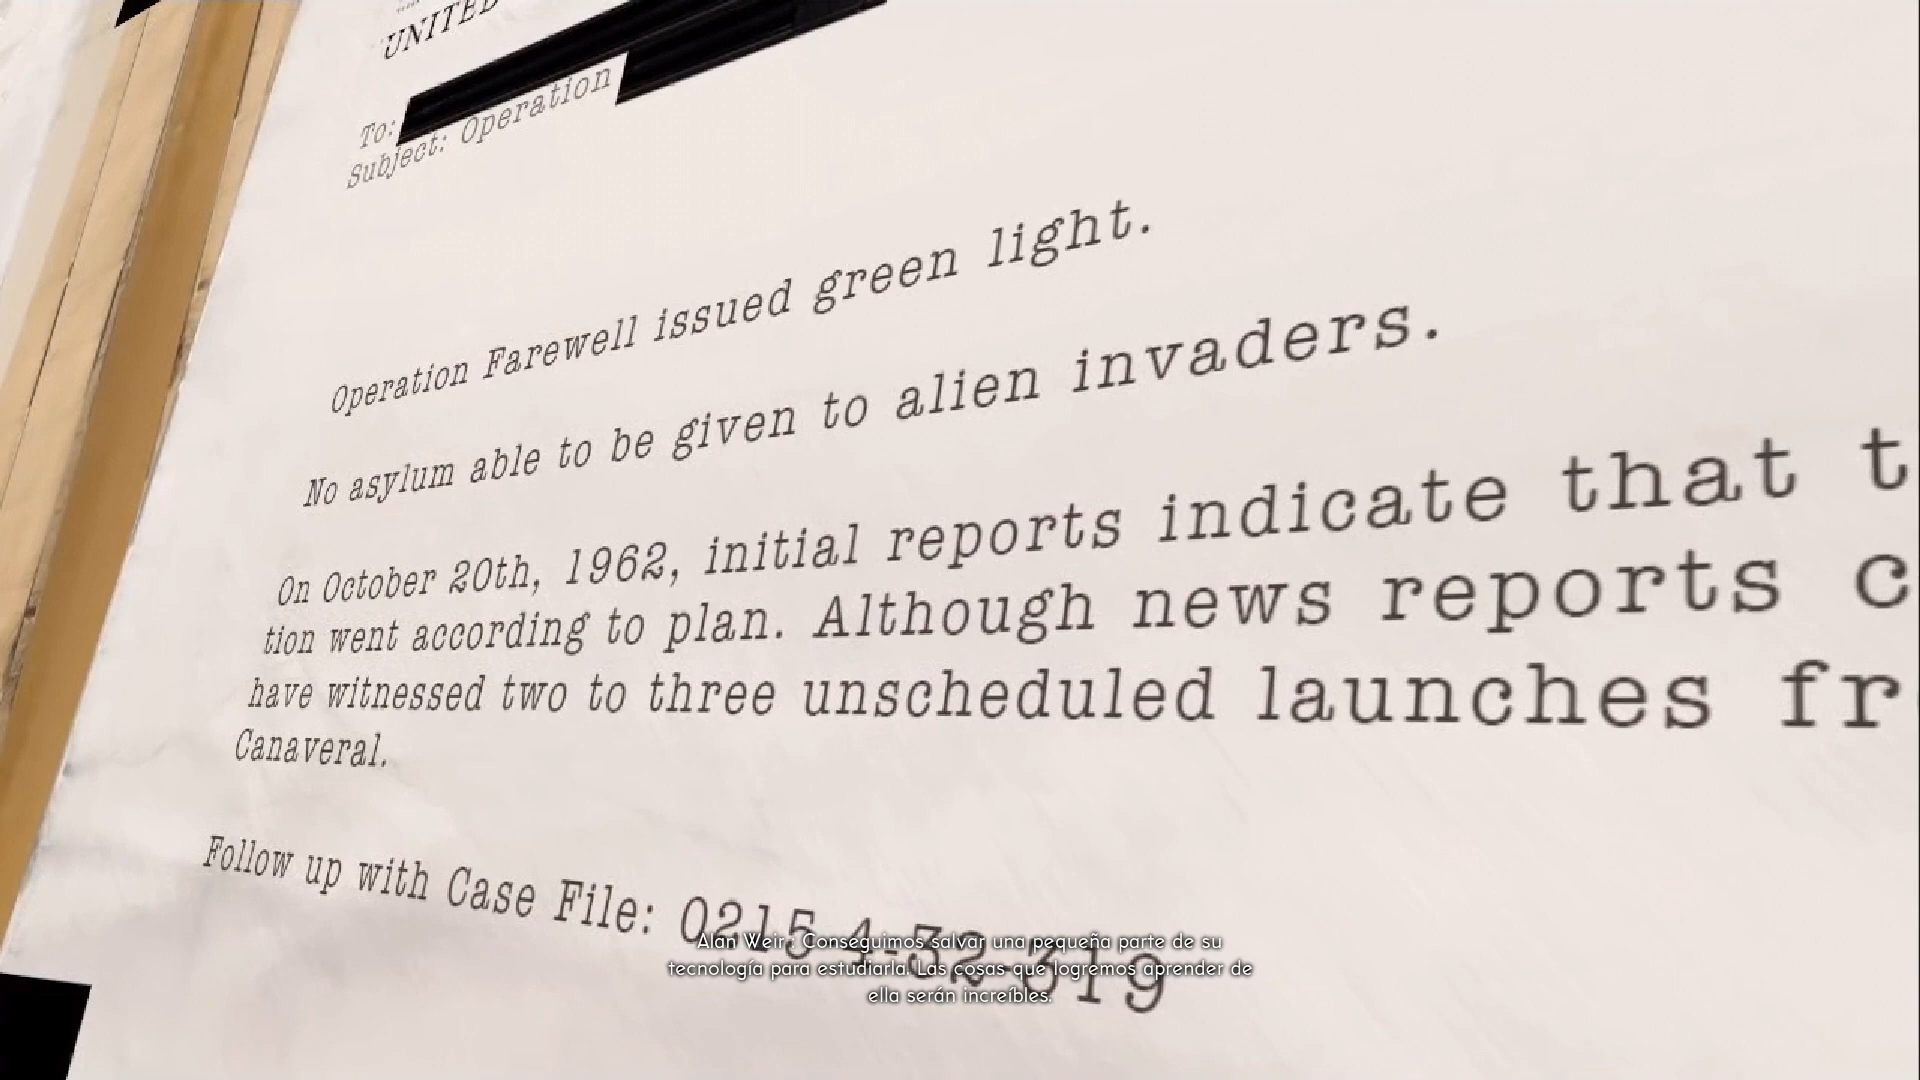 UNITED
To:
Subject: Operation
Operation Farewell issued green light.
No asylum able to be given to alien invaders.
On October 20th, 1962, initial reports indicate that t
tion went according to plan. Although news reports c
have witnessed two to three unscheduled launches fr
Canaveral.
Follow up with Case File: 0215 4-32 319
Alan Weir: Conseguimos salvar una pequeña parte de su
tecnología para estudiarla. Las cosas que logremos aprender de
ella serán increíbles.